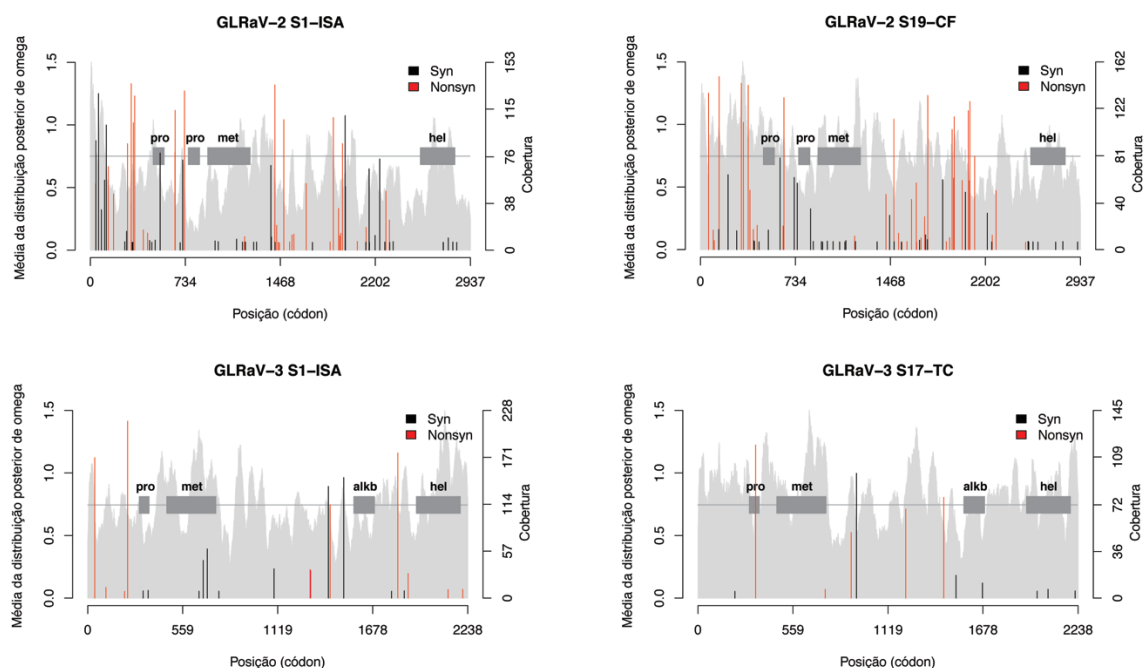 GLRaV−2 S1−ISA
Média da distribuição posterior de omega
0.0 0.5 1.0 1.5
Syn
Nonsyn
pro pro met hel
0 38 76 115 153
Cobertura
0 734 1468 2202 2937
Posição (códon)
GLRaV−2 S19−CF
Média da distribuição posterior de omega
0.0 0.5 1.0 1.5
Syn
Nonsyn
pro pro met hel
0 40 81 122 162
Cobertura
0 734 1468 2202 2937
Posição (códon)
GLRaV−3 S1−ISA
Média da distribuição posterior de omega
0.0 0.5 1.0 1.5
Syn
Nonsyn
pro met alkb hel
0 57 114 171 228
Cobertura
0 559 1119 1678 2238
Posição (códon)
GLRaV−3 S17−TC
Média da distribuição posterior de omega
0.0 0.5 1.0 1.5
Syn
Nonsyn
pro met alkb hel
0 36 72 109 145
Cobertura
0 559 1119 1678 2238
Posição (códon)